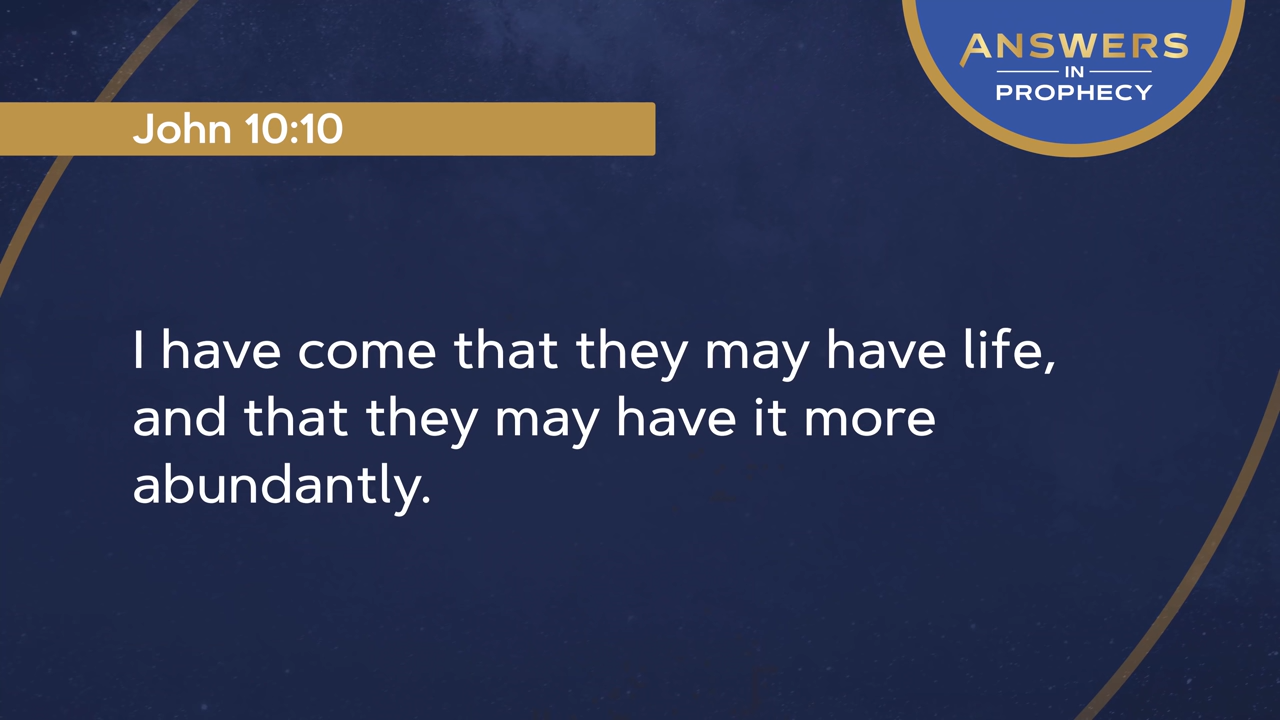 ANSWERS
IN
PROPHECY
John 10:10
I have come that they may have life,
and that they may have it more
abundantly.